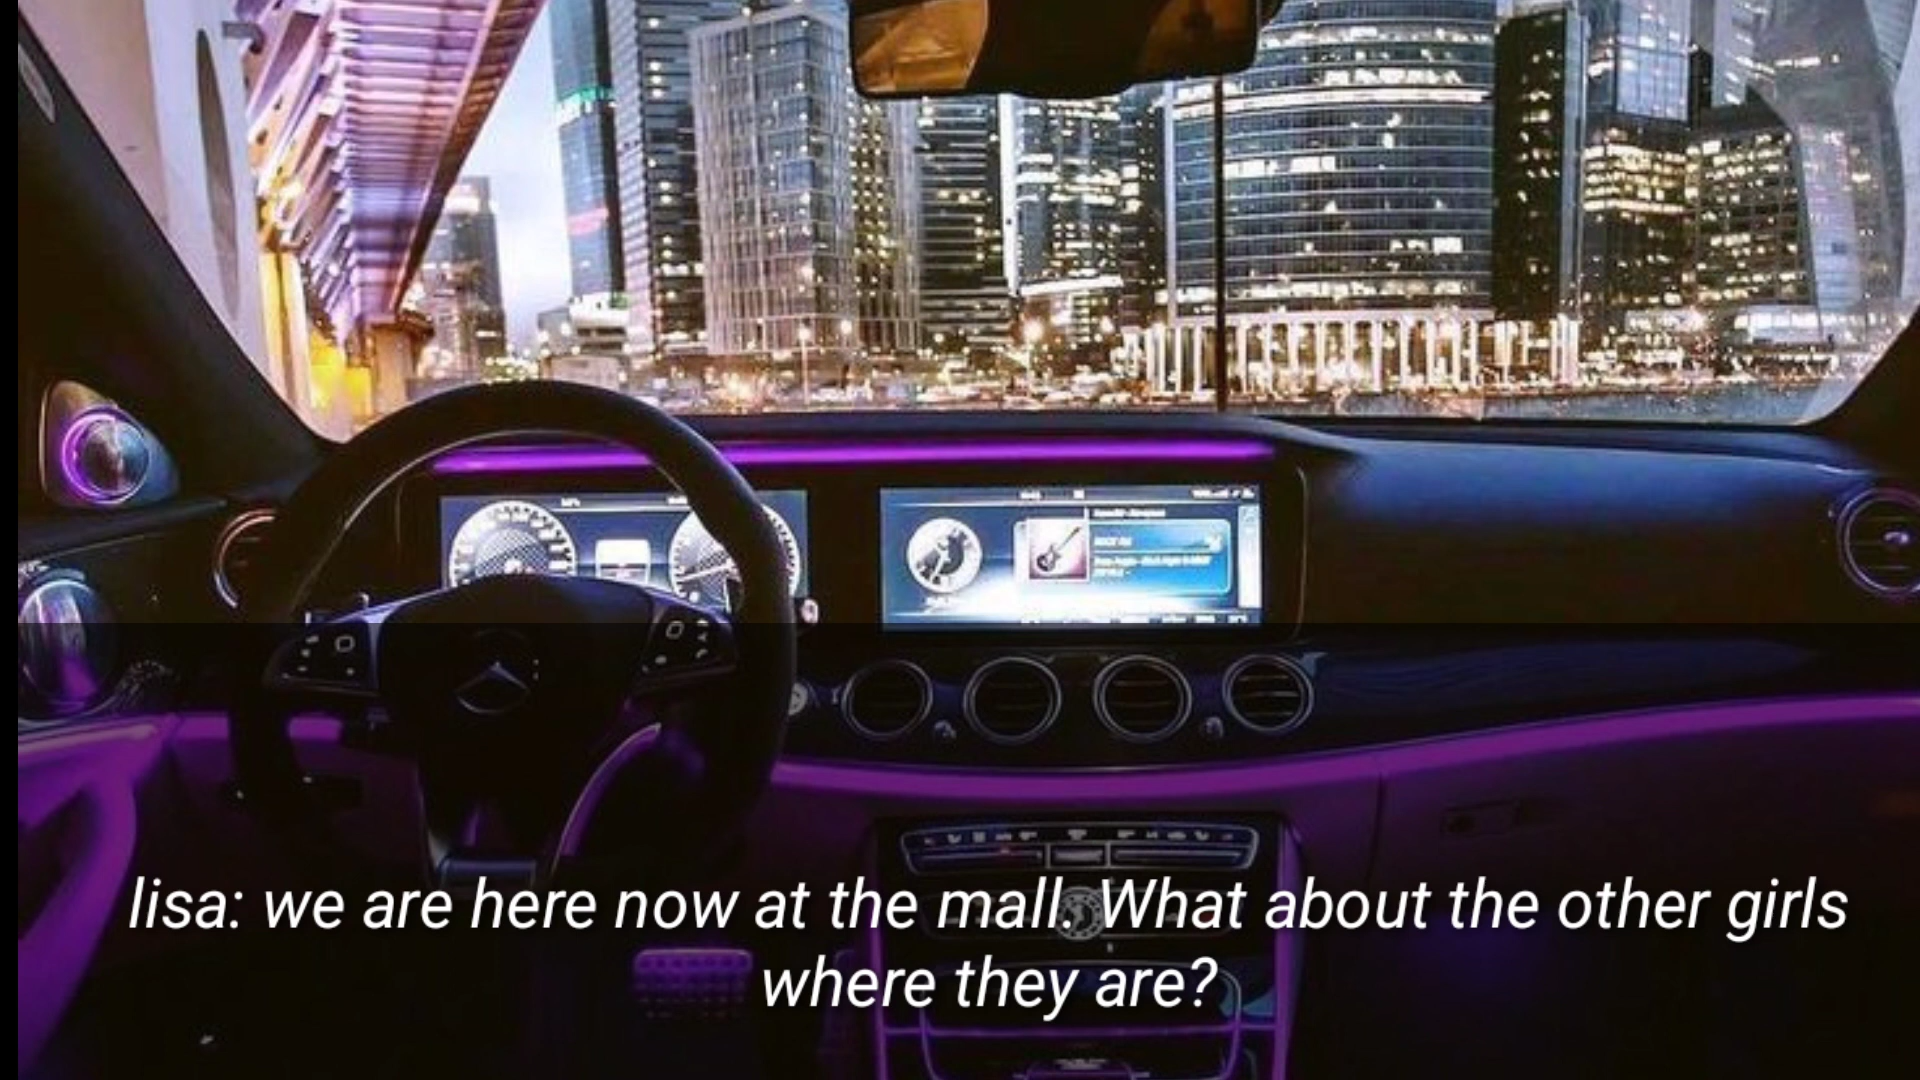 lisa: we are here now at the mall. What about the other girls
where they are?